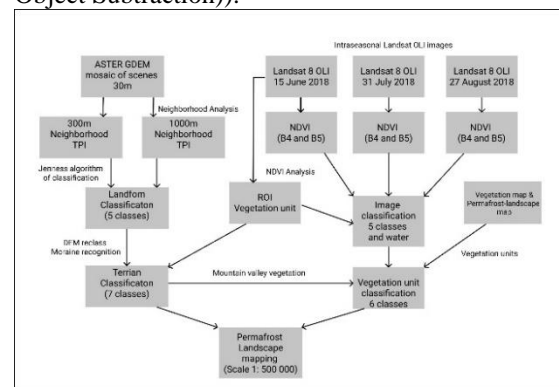 Object Subtraction)).
Intraseasonal Landsat OLI images
ASTER GDEM
mosaic of scenes
30m
Landsat 8 OLI
15 June 2018
Landsat 8 OLI
31 July 2018
Landsat 8 OLI
27 August 2018
Neighborhood Analysis
300m
Neighborhood
TPI
1000m
Neighborhood
TPI
NDVI
(B4 and B5)
NDVI
(B4 and B5)
NDVI
(B4 and B5)
Jenness algorithm
of classification
NDVI Analysis
Landfom
Classificaton
(5 classes)
ROI
Vegetation unit
Image
classification
5 classes
and water
Vegetation map &
Permafrost-landscape
map
DEM reclass
Moraine recognition
Vegetation units
Terrian
Classificaton
(7 classes)
Mountain valley vegetation
Vegetation unit
classification
6 classes
Permafrost
Landscape
mapping
(Scale 1: 500 000)